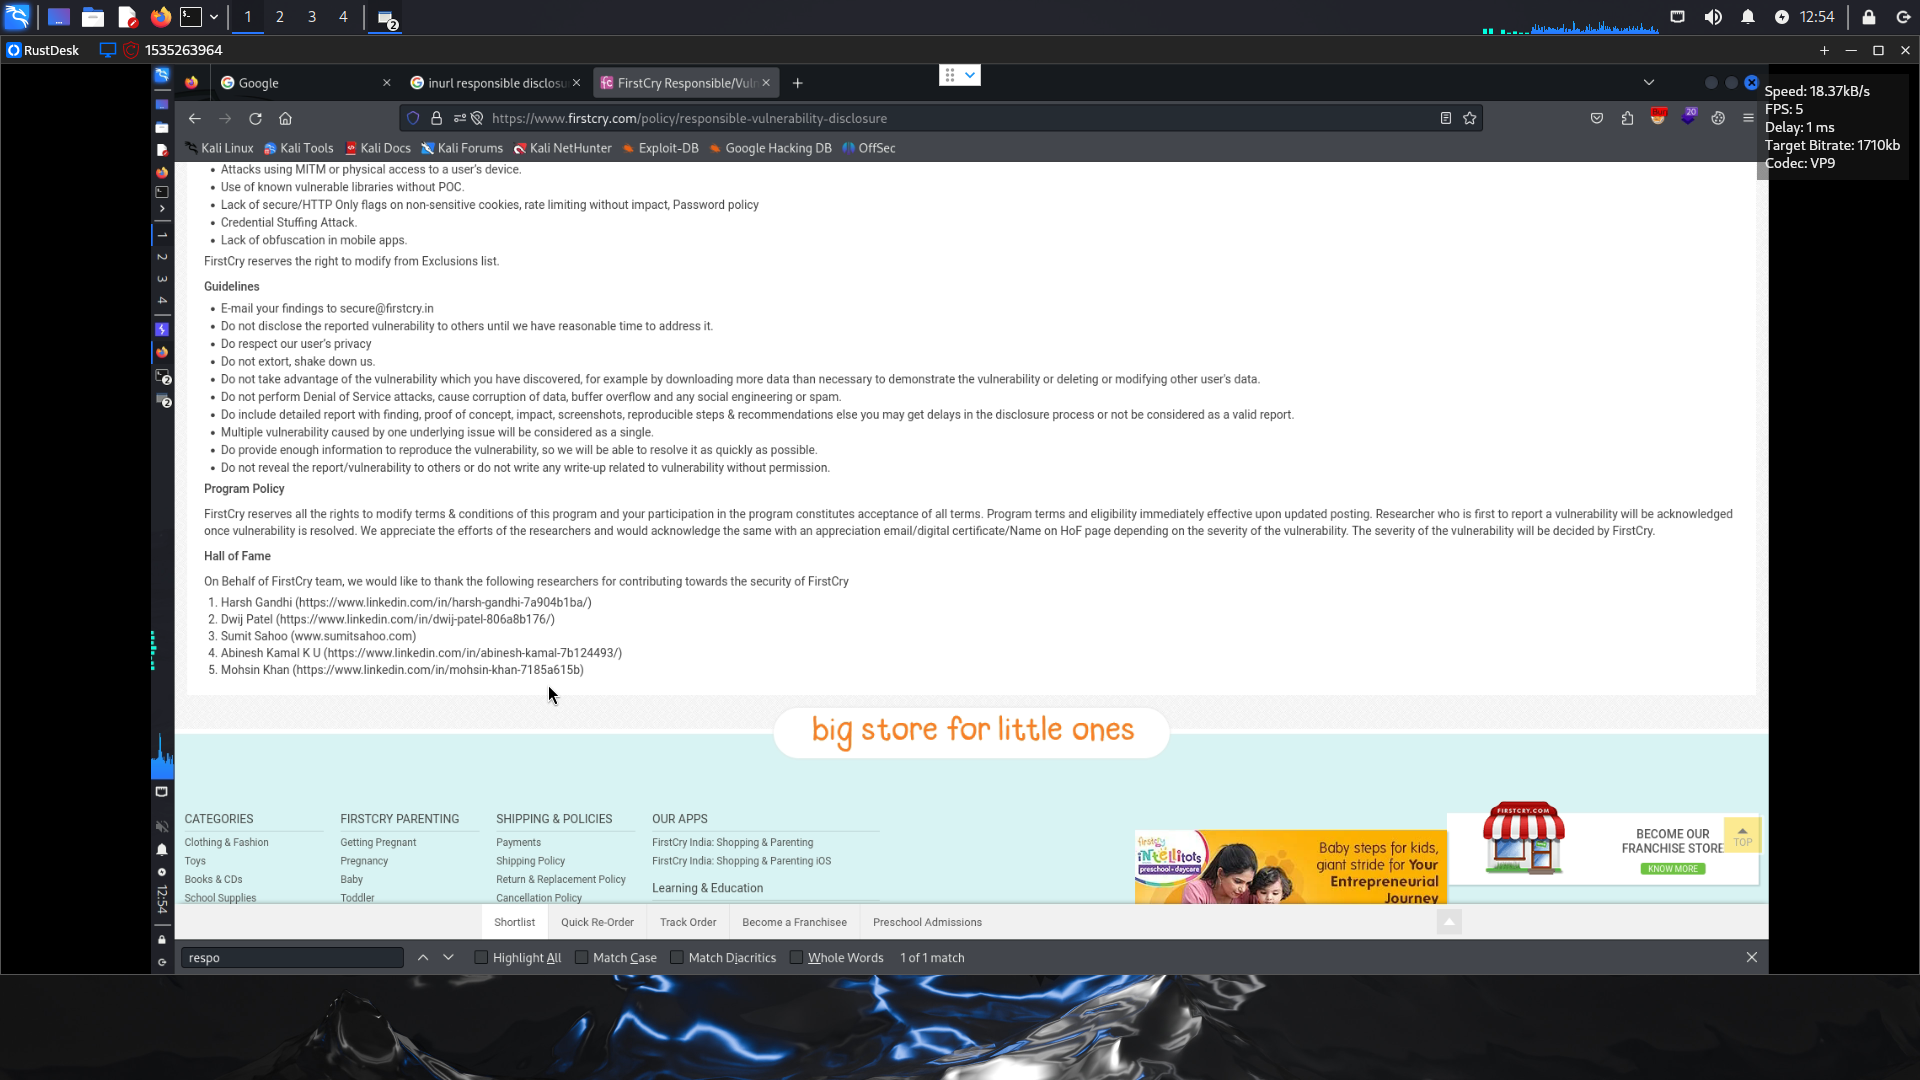 1 2 3 4 2 12:54
RustDesk 1535263964
Google inurl responsible disclosu FirstCry Responsible/Vuln
https://www.firstcry.com/policy/responsible-vulnerability-disclosure 20
Kali Linux Kali Tools Kali Docs Kali Forums Kali NetHunter Exploit-DB Google Hacking DB OffSec
Speed: 18.37kB/s
FPS: 5
Delay: 1 ms
Target Bitrate: 1710kb
Codec: VP9
1
2
3
4
2
2
12:54
• Attacks using MITM or physical access to a user's device.
• Use of known vulnerable libraries without POC.
• Lack of secure/HTTP Only flags on non-sensitive cookies, rate limiting without impact, Password policy
• Credential Stuffing Attack.
• Lack of obfuscation in mobile apps.
FirstCry reserves the right to modify from Exclusions list.
Guidelines
• E-mail your findings to secure@firstcry.in
• Do not disclose the reported vulnerability to others until we have reasonable time to address it.
• Do respect our user's privacy
• Do not extort, shake down us.
• Do not take advantage of the vulnerability which you have discovered, for example by downloading more data than necessary to demonstrate the vulnerability or deleting or modifying other user's data.
• Do not perform Denial of Service attacks, cause corruption of data, buffer overflow and any social engineering or spam.
• Do include detailed report with finding, proof of concept, impact, screenshots, reproducible steps & recommendations else you may get delays in the disclosure process or not be considered as a valid report.
• Multiple vulnerability caused by one underlying issue will be considered as a single.
• Do provide enough information to reproduce the vulnerability, so we will be able to resolve it as quickly as possible.
• Do not reveal the report/vulnerability to others or do not write any write-up related to vulnerability without permission.
Program Policy
FirstCry reserves all the rights to modify terms & conditions of this program and your participation in the program constitutes acceptance of all terms. Program terms and eligibility immediately effective upon updated posting. Researcher who is first to report a vulnerability will be acknowledged
once vulnerability is resolved. We appreciate the efforts of the researchers and would acknowledge the same with an appreciation email/digital certificate/Name on HoF page depending on the severity of the vulnerability. The severity of the vulnerability will be decided by FirstCry.
Hall of Fame
On Behalf of FirstCry team, we would like to thank the following researchers for contributing towards the security of FirstCry
1. Harsh Gandhi (https://www.linkedin.com/in/harsh-gandhi-7a904b1ba/)
2. Dwij Patel (https://www.linkedin.com/in/dwij-patel-806a8b176/)
3. Sumit Sahoo (www.sumitsahoo.com)
4. Abinesh Kamal K U (https://www.linkedin.com/in/abinesh-kamal-7b124493/)
5. Mohsin Khan (https://www.linkedin.com/in/mohsin-khan-7185a615b)
big store for little ones
CATEGORIES
Clothing & Fashion
Toys
Books & CDs
School Supplies
FIRSTCRY PARENTING
Getting Pregnant
Pregnancy
Baby
Toddler
SHIPPING & POLICIES
Payments
Shipping Policy
Return & Replacement Policy
Cancellation Policy
OUR APPS
FirstCry India: Shopping & Parenting
FirstCry India: Shopping & Parenting iOS
Learning & Education
firstcry
iNtElliTOtS
preschool • daycare
Baby steps for kids,
giant stride for Your
Entrepreneurial
Journey
FIRSTCRY.COM
BECOME OUR
FRANCHISE STORE
KNOW MORE
TOP
Shortlist Quick Re-Order Track Order Become a Franchisee Preschool Admissions
respo Highlight All Match Case Match Diacritics Whole Words 1 of 1 match